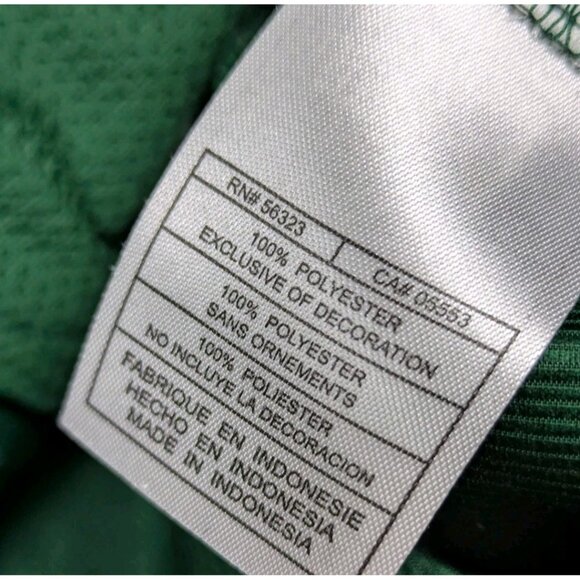 RN# 56323 CA# 05553
100% POLYESTER
EXCLUSIVE OF DECORATION
100% POLYESTER
SANS ORNEMENTS
100% POLIESTER
NO INCLUYE LA DECORACION
FABRIQUE EN INDONESIE
HECHO EN INDONESIA
MADE IN INDONESIA